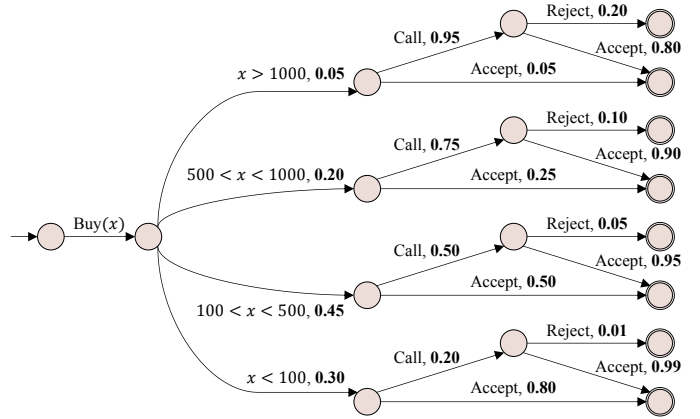 Reject, 0.20
Call, 0.95
Accept, 0.80
x > 1000, 0.05
Accept, 0.05
Reject, 0.10
Call, 0.75
Accept, 0.90
500 < x < 1000, 0.20
Accept, 0.25
Buy(x)
Reject, 0.05
Call, 0.50
Accept, 0.95
100 < x < 500, 0.45
Accept, 0.50
Reject, 0.01
Call, 0.20
Accept, 0.99
x < 100, 0.30
Accept, 0.80